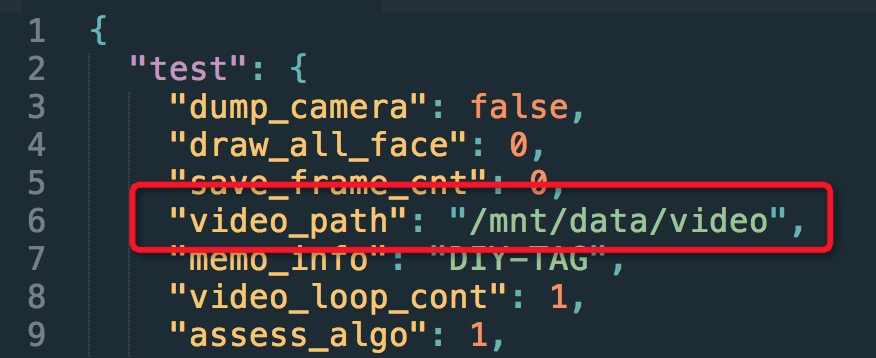 1 {
2 "test": {
3 "dump_camera": false,
4 "draw_all_face": 0,
5 "save_frame_cnt": 0,
6 "video_path": "/mnt/data/video",
7 "memo_info": "DIY-TAG",
8 "video_loop_cont": 1,
9 "assess_algo": 1,